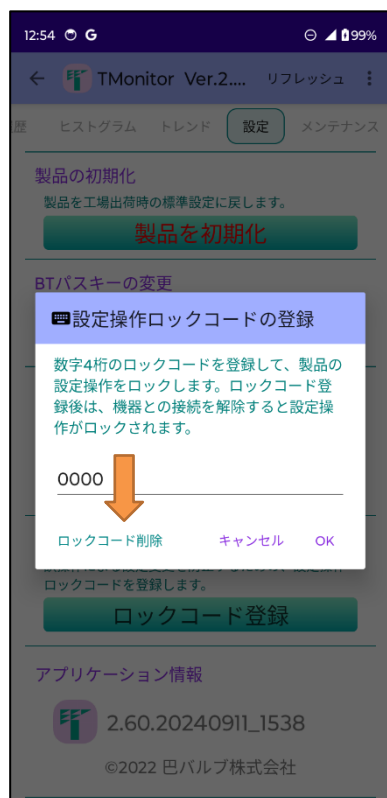 12:54 G 99%
TMonitor Ver.2.... リフレッシュ
歴 ヒストグラム トレンド 設定 メンテナンス
製品の初期化
製品を工場出荷時の標準設定に戻します。
製品を初期化
BTパスキーの変更
設定操作ロックコードの登録
数字4桁のロックコードを登録して、製品の
設定操作をロックします。ロックコード登
録後は、機器との接続を解除すると設定操
作がロックされます。
0000
ロックコード削除 キャンセル OK
ロックコードを登録します。
ロックコード登録
アプリケーション情報
2.60.20240911_1538
©2022 巴バルブ株式会社